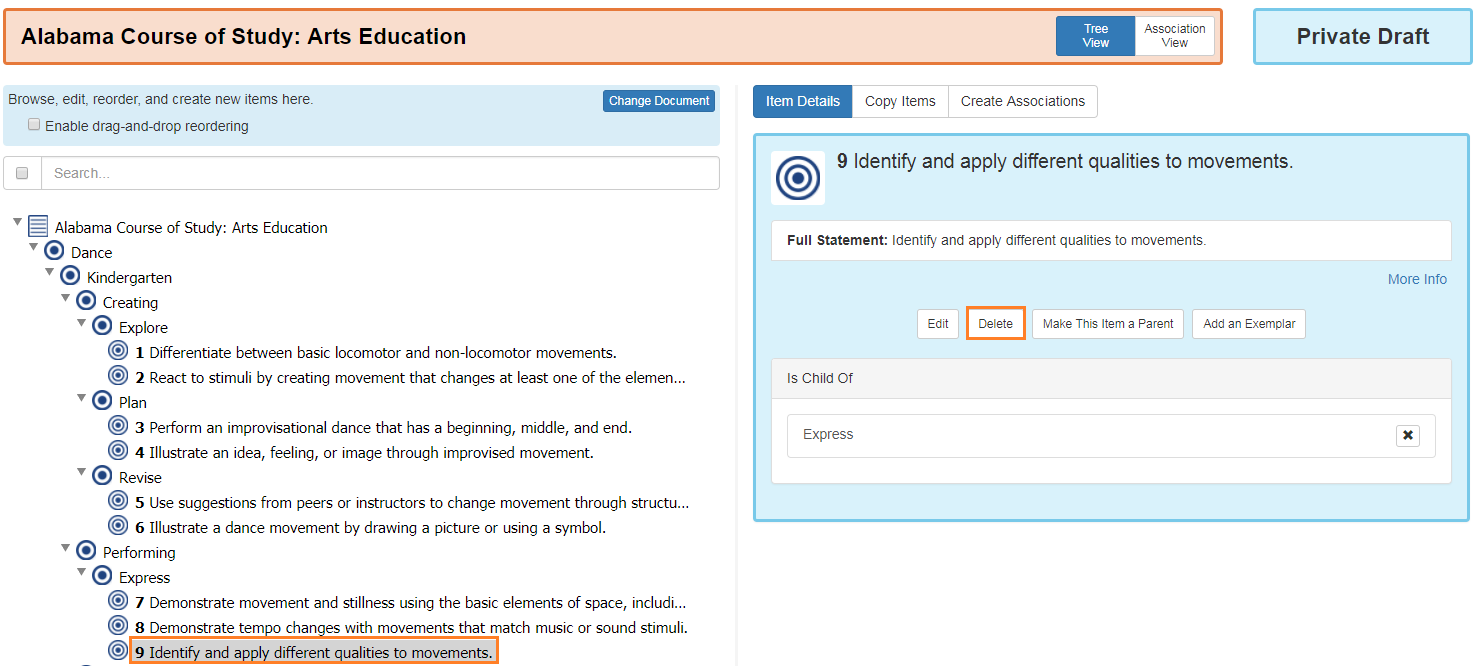 Alabama Course of Study: Arts Education
Tree View
Association View
Private Draft
Browse, edit, reorder, and create new items here.
Change Document
Enable drag-and-drop reordering
Search...
Alabama Course of Study: Arts Education
Dance
Kindergarten
Creating
Explore
1 Differentiate between basic locomotor and non-locomotor movements.
2 React to stimuli by creating movement that changes at least one of the elemen...
Plan
3 Perform an improvisational dance that has a beginning, middle, and end.
4 Illustrate an idea, feeling, or image through improvised movement.
Revise
5 Use suggestions from peers or instructors to change movement through structu...
6 Illustrate a dance movement by drawing a picture or using a symbol.
Performing
Express
7 Demonstrate movement and stillness using the basic elements of space, includi...
8 Demonstrate tempo changes with movements that match music or sound stimuli.
9 Identify and apply different qualities to movements.
Item Details
Copy Items
Create Associations
9 Identify and apply different qualities to movements.
Full Statement: Identify and apply different qualities to movements.
More Info
Edit
Delete
Make This Item a Parent
Add an Exemplar
Is Child Of
Express